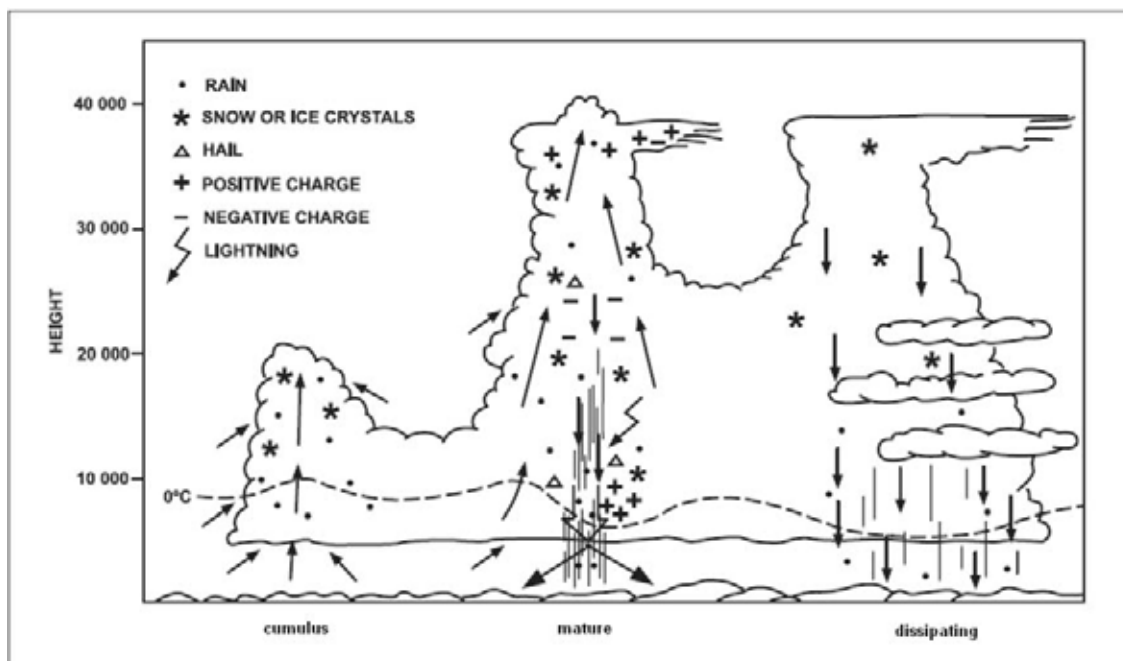 RAIN
SNOW OR ICE CRYSTALS
HAIL
POSITIVE CHARGE
NEGATIVE CHARGE
LIGHTNING
HEIGHT
40 000
30 000
20 000
10 000
0°C
cumulus
mature
dissipating